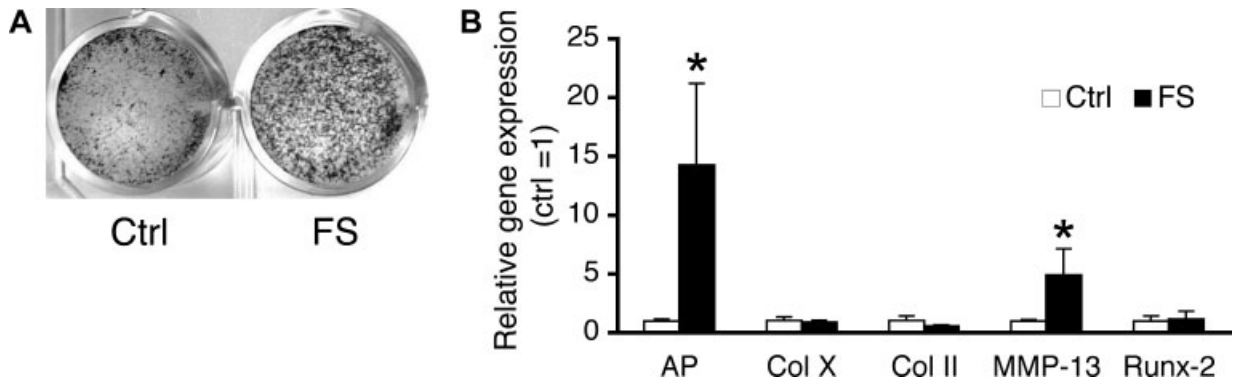 A
Ctrl
FS
B
Relative gene expression
(ctrl =1)
25
20
15
10
5
0
*
*
Ctrl FS
AP Col X Col II MMP-13 Runx-2